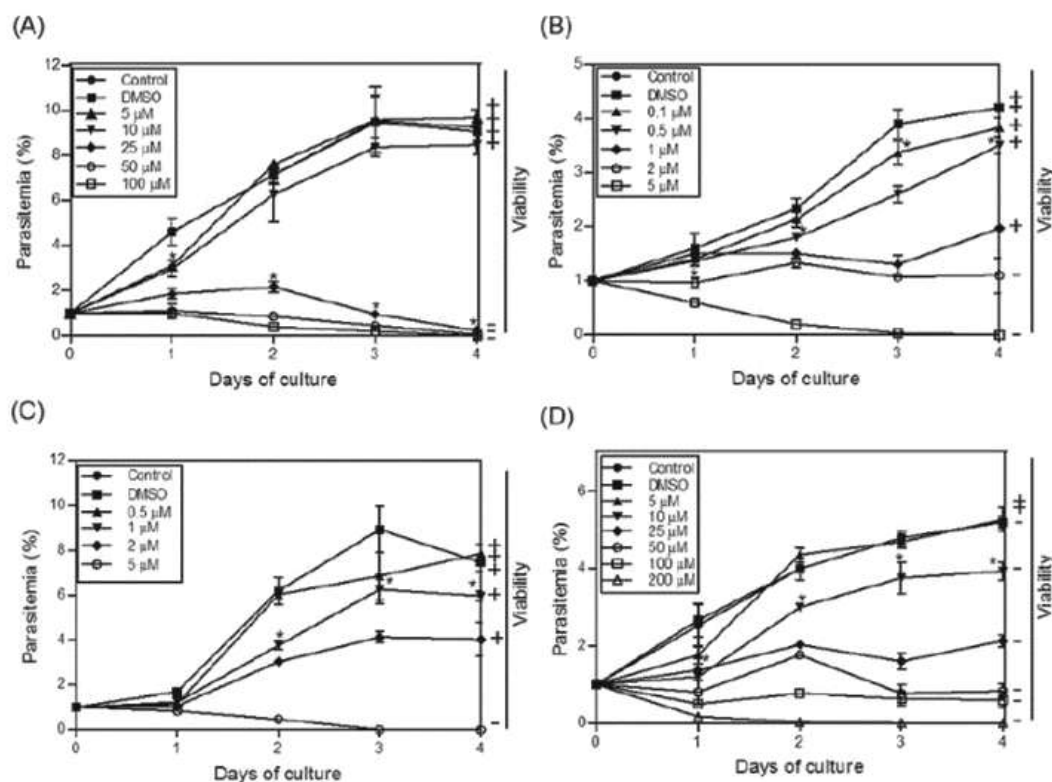 (A)
12
10
8
6
4
2
0
Parasitemia (%)
Control
DMSO
5 μM
10 μM
25 μM
50 μM
100 μM
*
*
*
*
+
+
+
+
=
-
Viability
0 1 2 3 4
Days of culture
(B)
5
4
3
2
1
0
Parasitemia (%)
Control
DMSO
0.1 μM
0.5 μM
1 μM
2 μM
5 μM
*
*
*
*
+
+
+
+
+
-
-
Viability
0 1 2 3 4
Days of culture
(C)
12
10
8
6
4
2
0
Parasitemia (%)
Control
DMSO
0.5 μM
1 μM
2 μM
5 μM
*
*
*
+
+
+
+
+
-
Viability
0 1 2 3 4
Days of culture
(D)
6
4
2
0
Parasitemia (%)
Control
DMSO
5 μM
10 μM
25 μM
50 μM
100 μM
200 μM
*
*
*
*
+
+
-
-
-
-
-
-
Viability
0 1 2 3 4
Days of culture